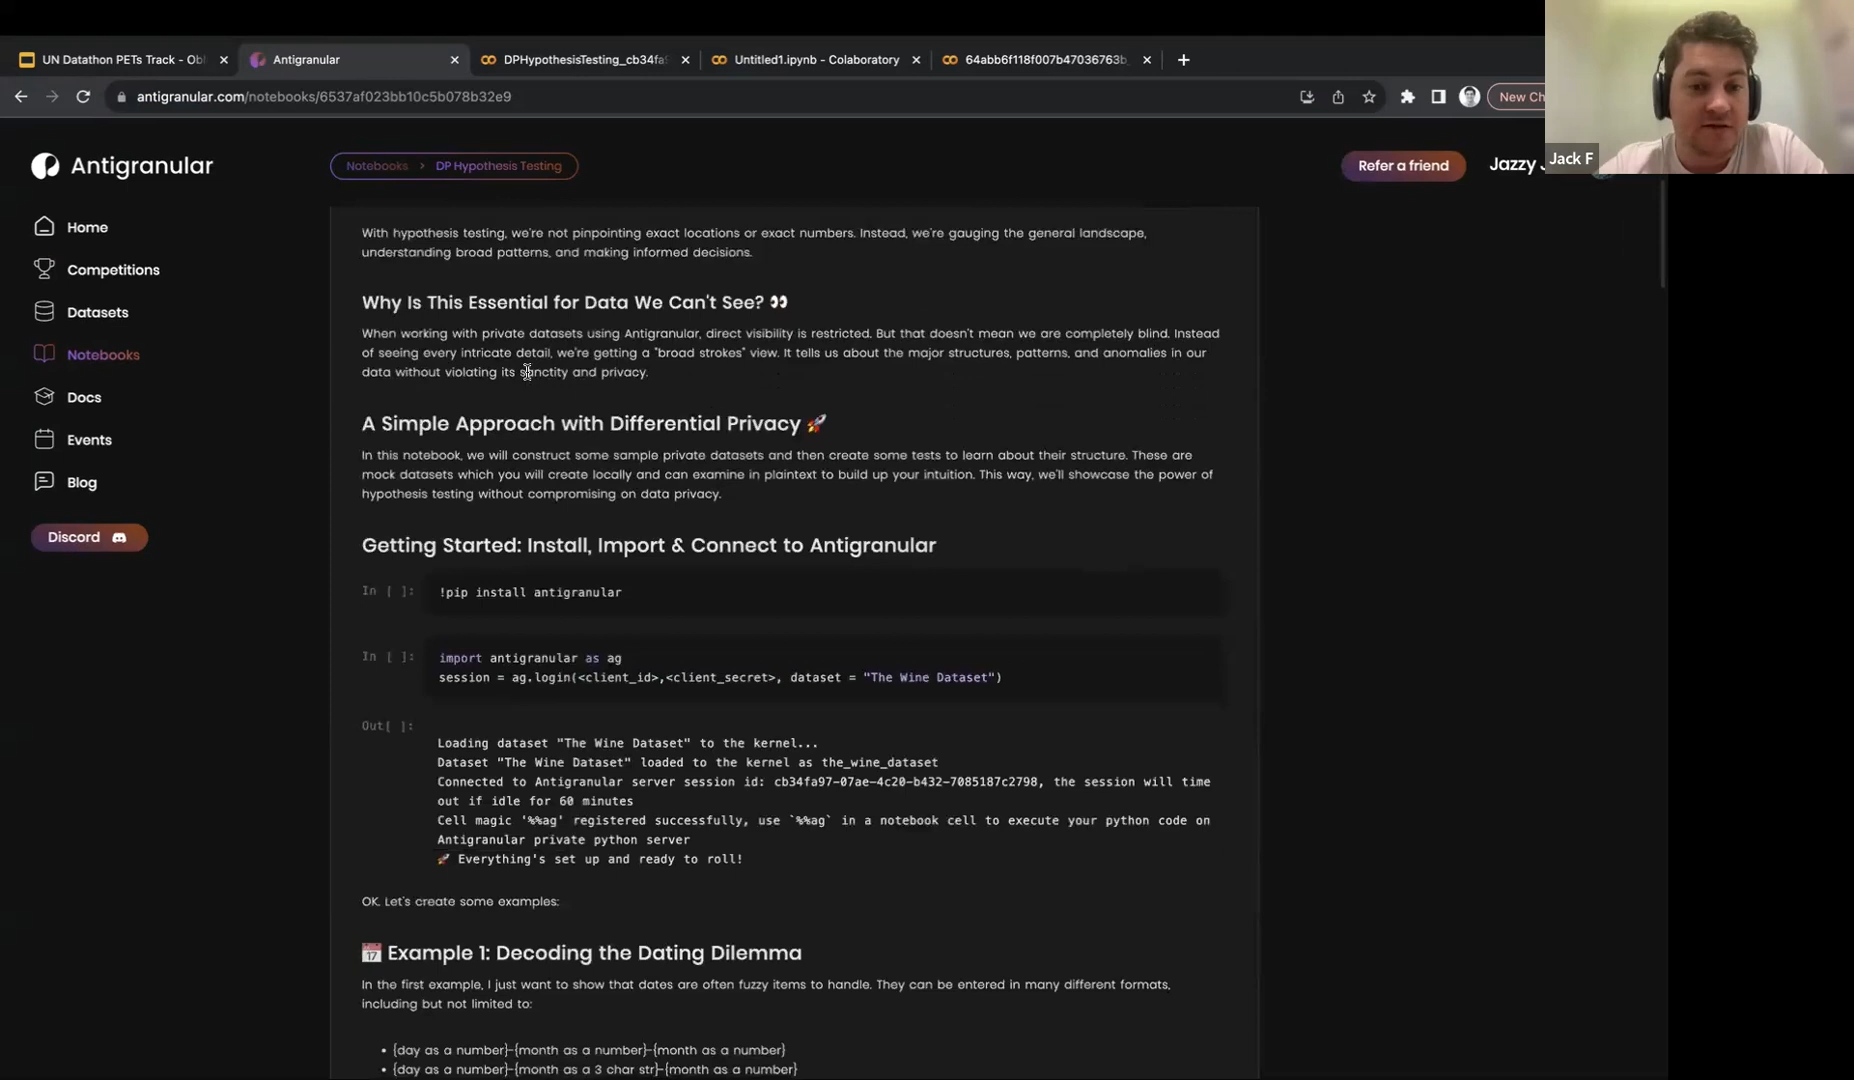 UN Datathon PETs Track - Obl
Antigranular
DPHypothesisTesting_cb34fa9
Untitled1.ipynb - Colaboratory
64abb6f118f007b47036763b
antigranular.com/notebooks/6537af023bb10c5b078b32e9
New Ch
Jack F
Antigranular
Notebooks > DP Hypothesis Testing
Refer a friend
Jazzy J
Home
Competitions
Datasets
Notebooks
Docs
Events
Blog
Discord
With hypothesis testing, we're not pinpointing exact locations or exact numbers. Instead, we're gauging the general landscape,
understanding broad patterns, and making informed decisions.
Why Is This Essential for Data We Can't See? 👀
When working with private datasets using Antigranular, direct visibility is restricted. But that doesn't mean we are completely blind. Instead
of seeing every intricate detail, we're getting a "broad strokes" view. It tells us about the major structures, patterns, and anomalies in our
data without violating its sanctity and privacy.
A Simple Approach with Differential Privacy 🚀
In this notebook, we will construct some sample private datasets and then create some tests to learn about their structure. These are
mock datasets which you will create locally and can examine in plaintext to build up your intuition. This way, we'll showcase the power of
hypothesis testing without compromising on data privacy.
Getting Started: Install, Import & Connect to Antigranular
In [ ]:
!pip install antigranular
In [ ]:
import antigranular as ag
session = ag.login(<client_id>,<client_secret>, dataset = "The Wine Dataset")
Out[ ]:
Loading dataset "The Wine Dataset" to the kernel...
Dataset "The Wine Dataset" loaded to the kernel as the_wine_dataset
Connected to Antigranular server session id: cb34fa97-07ae-4c20-b432-7085187c2798, the session will time
out if idle for 60 minutes
Cell magic '%%ag' registered successfully, use `%%ag` in a notebook cell to execute your python code on
Antigranular private python server
🚀 Everything's set up and ready to roll!
OK. Let's create some examples:
📅 Example 1: Decoding the Dating Dilemma
In the first example, I just want to show that dates are often fuzzy items to handle. They can be entered in many different formats,
including but not limited to:
• {day as a number}-{month as a number}-{month as a number}
• {day as a number}-{month as a 3 char str}-{month as a number}